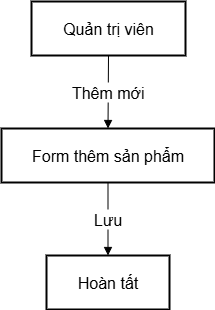 Quản trị viên
Thêm mới
Form thêm sản phẩm
Lưu
Hoàn tất